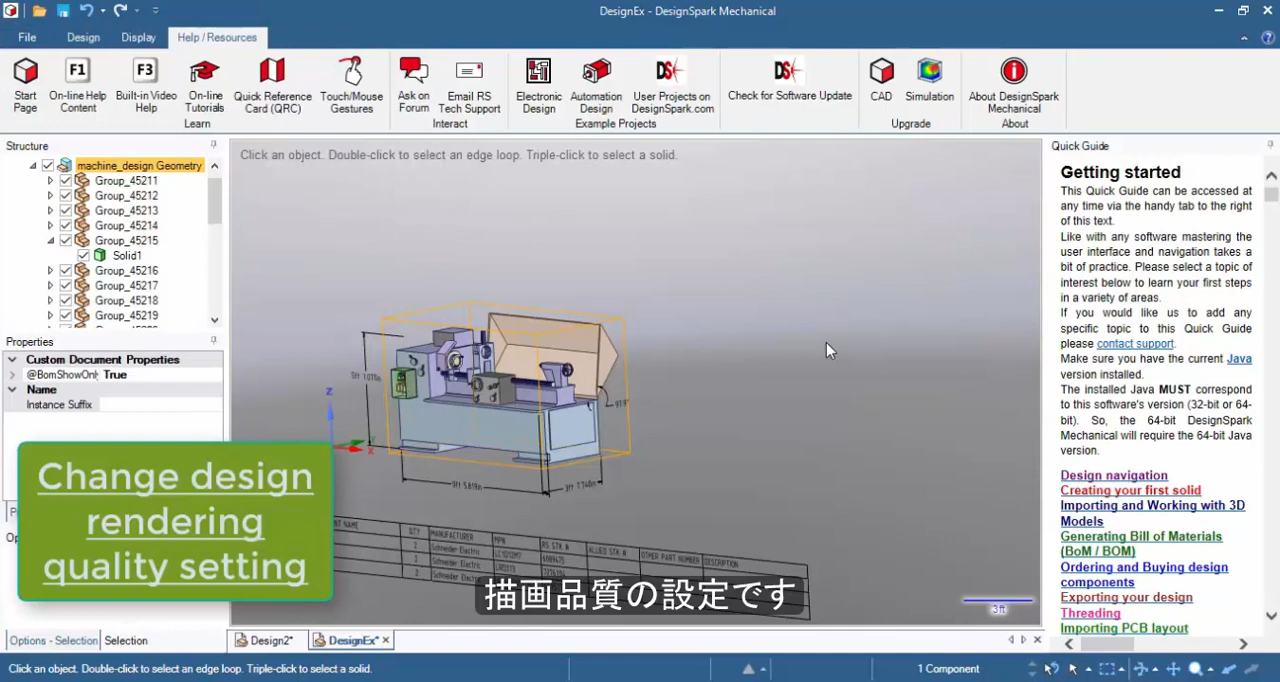 DesignEx - DesignSpark Mechanical
File Design Display Help / Resources
Start Page
On-line Help Content
Built-in Video Help
On-line Tutorials
Quick Reference Card (QRC)
Touch/Mouse Gestures
Ask on Forum
Email RS Tech Support
Electronic Design
Automation Design
User Projects on DesignSpark.com
Check for Software Update
CAD
Simulation
About DesignSpark Mechanical
F1
F3
DS
DS
Learn
Interact
Example Projects
Upgrade
About
Structure
machine_design Geometry
Group_45211
Group_45212
Group_45213
Group_45214
Group_45215
Solid1
Group_45216
Group_45217
Group_45218
Group_45219
Properties
Custom Document Properties
@BomShowOnl True
Name
Instance Suffix
Change design
rendering
quality setting
Options - Selection Selection
Click an object. Double-click to select an edge loop. Triple-click to select a solid.
Z
X
QTY MANUFACTURER MPN RS STK # ALLIED STK # OTHER PART NUMBER DESCRIPTION
2 Schneider Electric
Schneider Electric
Schneider Electric
描画品質の設定です
3ft
Design2* DesignEx*
Quick Guide
Getting started
This Quick Guide can be accessed at
any time via the handy tab to the right
of this text.
Like with any software mastering the
user interface and navigation takes a
bit of practice. Please select a topic of
interest below to learn your first steps
in a variety of areas.
If you would like us to add any
specific topic to this Quick Guide
please contact support.
Make sure you have the current Java
version installed.
The installed Java MUST correspond
to this software's version (32-bit or 64-
bit). So, the 64-bit DesignSpark
Mechanical will require the 64-bit Java
version.
Design navigation
Creating your first solid
Importing and Working with 3D
Models
Generating Bill of Materials
(BoM / BOM)
Ordering and Buying design
components
Exporting your design
Threading
Importing PCB layout
Click an object. Double-click to select an edge loop. Triple-click to select a solid.
1 Component